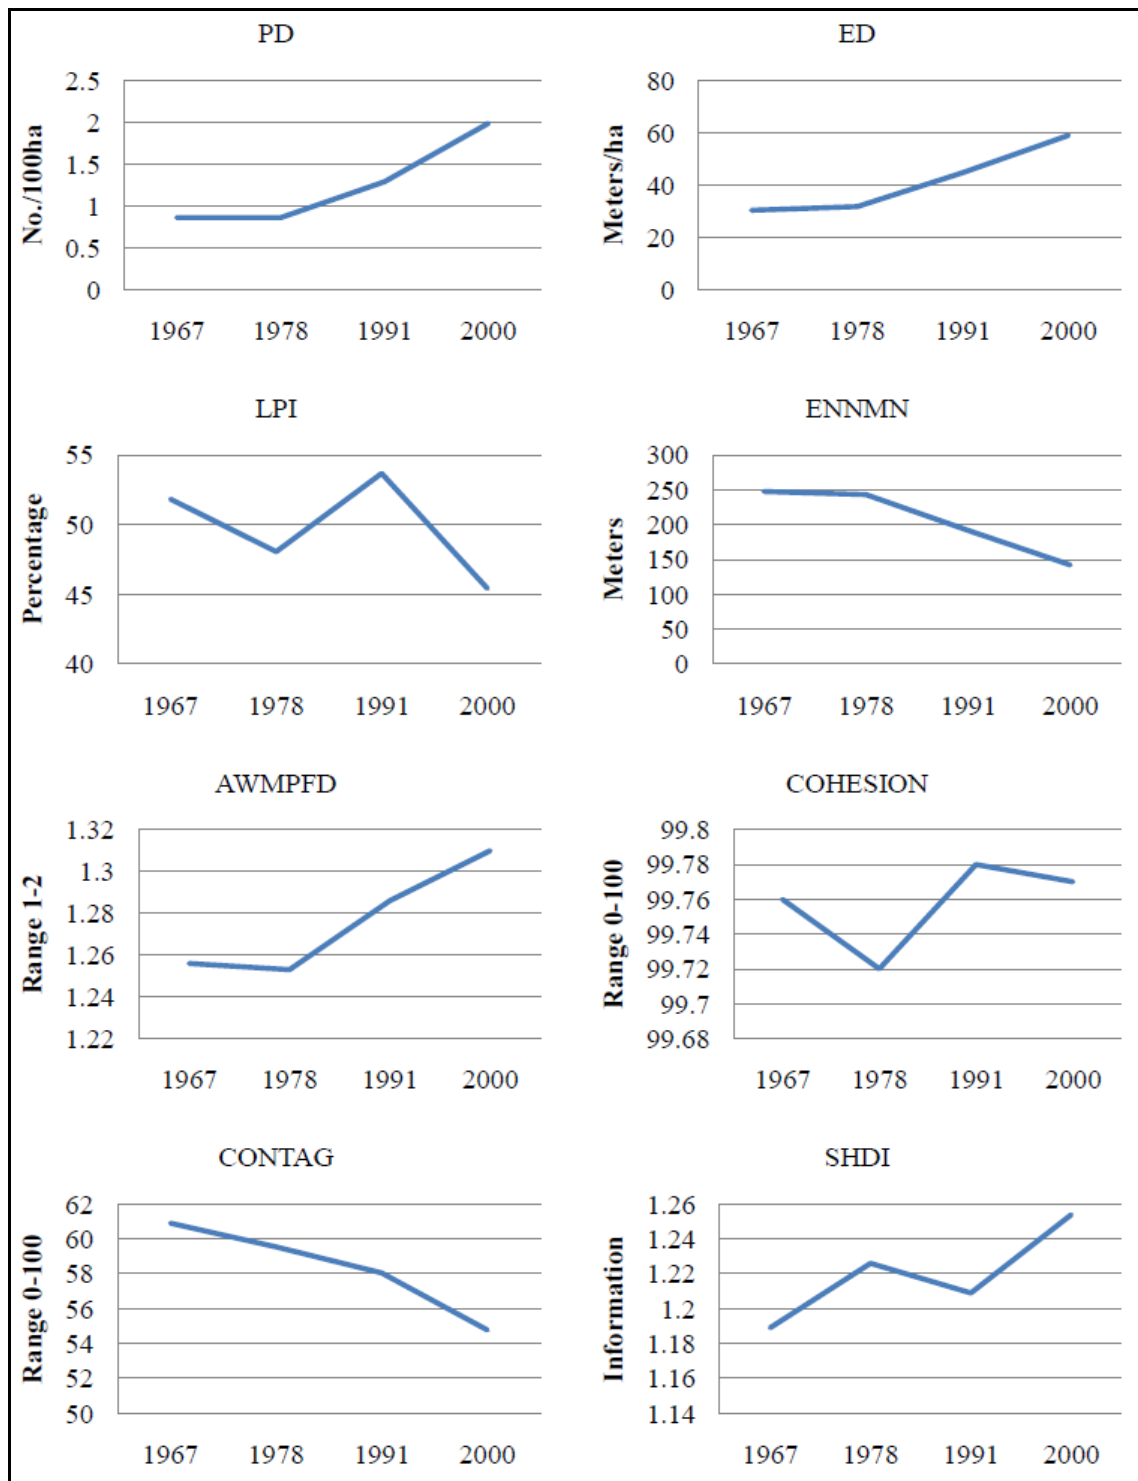 PD
No./100ha
2.5
2
1.5
1
0.5
0
1967 1978 1991 2000
ED
Meters/ha
80
60
40
20
0
1967 1978 1991 2000
LPI
Percentage
55
50
45
40
1967 1978 1991 2000
ENNMN
Meters
300
250
200
150
100
50
0
1967 1978 1991 2000
AWMPFD
Range 1-2
1.32
1.3
1.28
1.26
1.24
1.22
1967 1978 1991 2000
COHESION
Range 0-100
99.8
99.78
99.76
99.74
99.72
99.7
99.68
1967 1978 1991 2000
CONTAG
Range 0-100
62
60
58
56
54
52
50
1967 1978 1991 2000
SHDI
Information
1.26
1.24
1.22
1.2
1.18
1.16
1.14
1967 1978 1991 2000